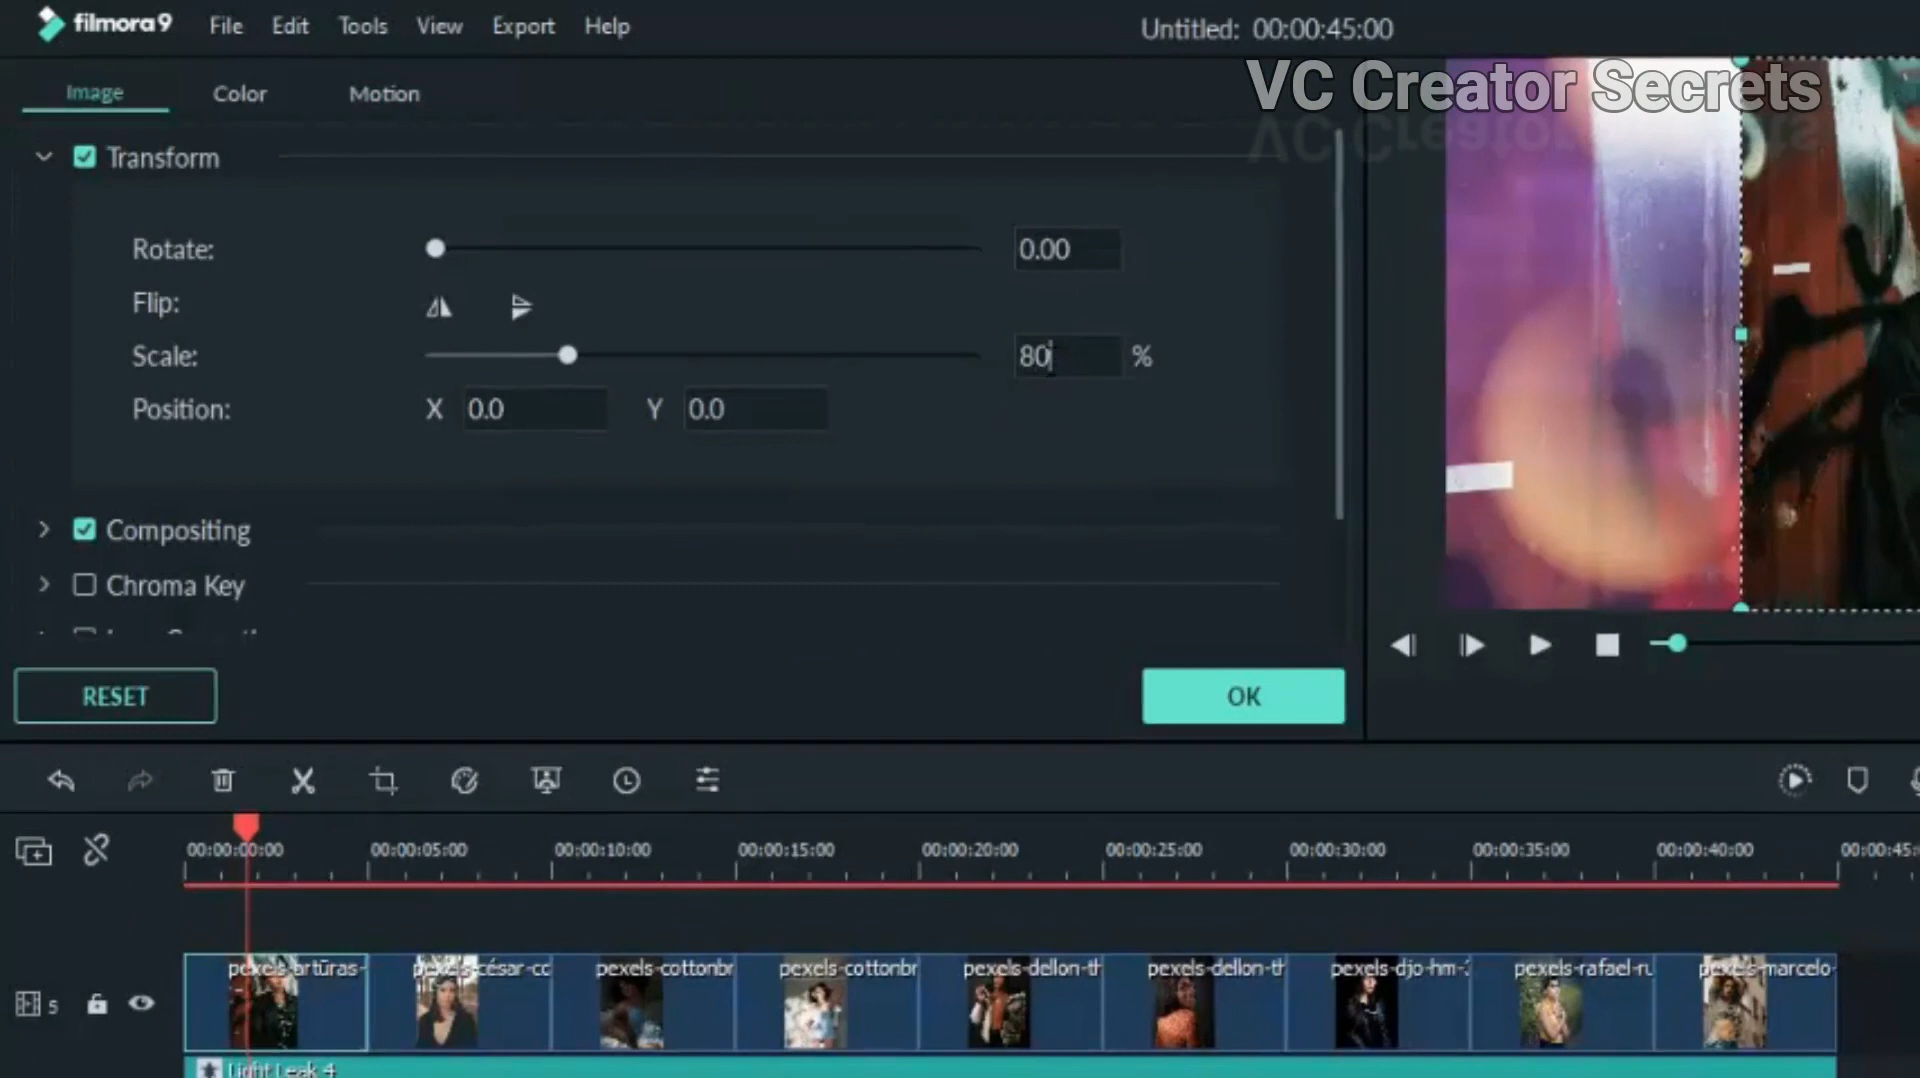 filmora9 File Edit Tools View Export Help Untitled: 00:00:45:00
VC Creator Secrets
Image Color Motion
Transform
Rotate: 0.00
Flip:
Scale: 80 %
Position: X 0.0 Y 0.0
Compositing
Chroma Key
RESET OK
00:00:00:00 00:00:05:00 00:00:10:00 00:00:15:00 00:00:20:00 00:00:25:00 00:00:30:00 00:00:35:00 00:00:40:00 00:00:45:
pexels-artūras- pexels-césar-co pexels-cottonbr pexels-cottonbr pexels-dellon-th pexels-dellon-th pexels-djo-hm- pexels-rafael-ru pexels-marcelo-
5
Light Leak 4